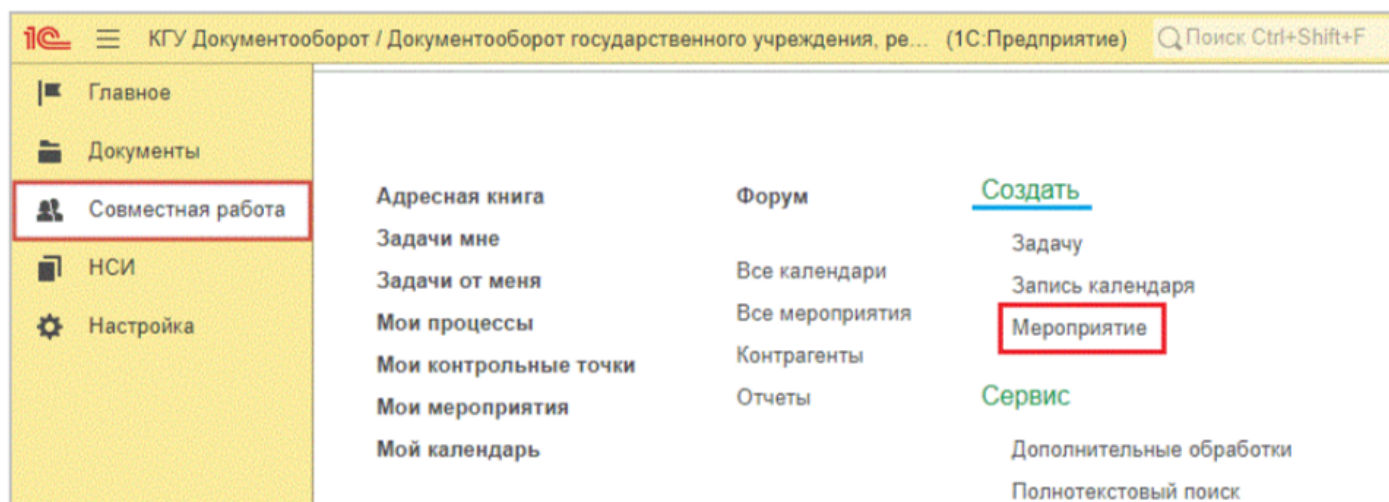 1С КГУ Документооборот / Документооборот государственного учреждения, ре... (1С:Предприятие) Поиск Ctrl+Shift+F
Главное
Документы
Совместная работа
НСИ
Настройка
Адресная книга
Задачи мне
Задачи от меня
Мои процессы
Мои контрольные точки
Мои мероприятия
Мой календарь
Форум
Все календари
Все мероприятия
Контрагенты
Отчеты
Создать
Задачу
Запись календаря
Мероприятие
Сервис
Дополнительные обработки
Полнотекстовый поиск